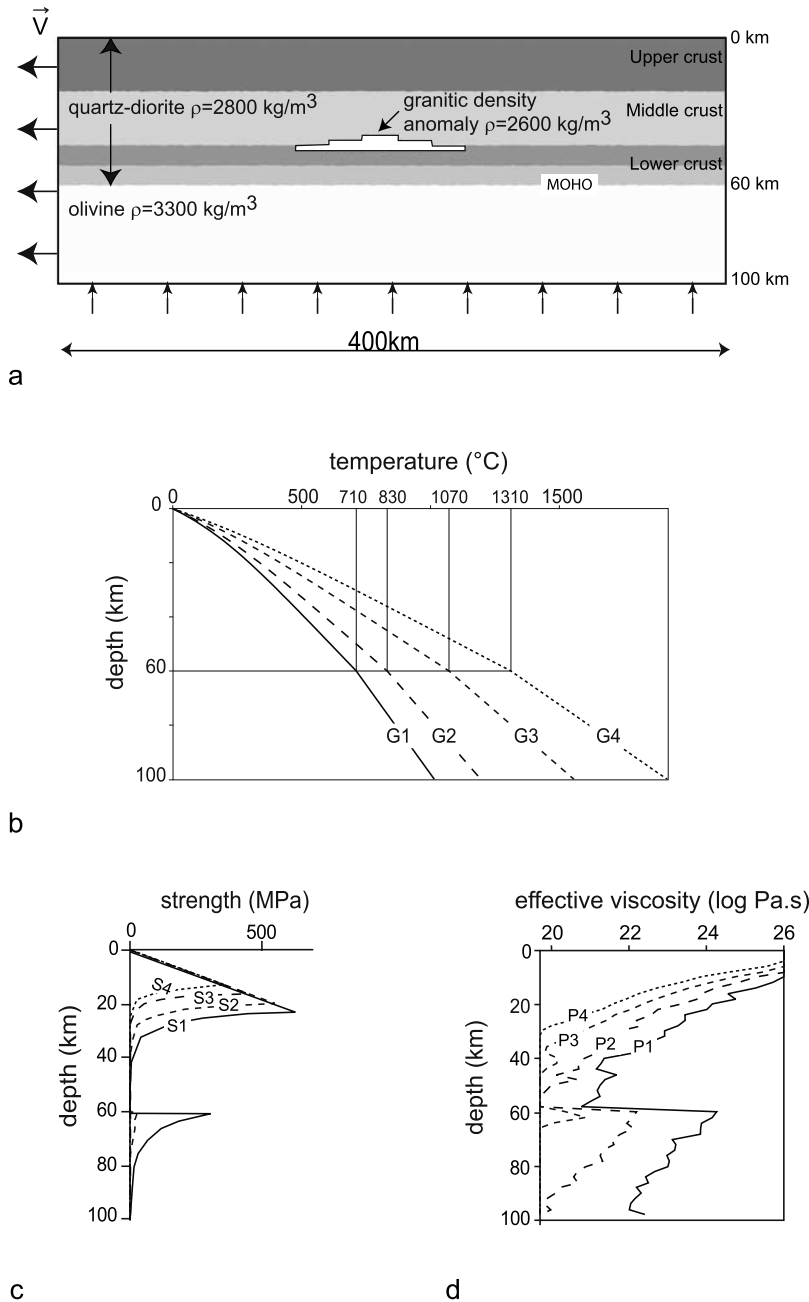 V
0 km
Upper crust
quartz-diorite ρ=2800 kg/m3
granitic density
anomaly ρ=2600 kg/m3
Middle crust
Lower crust
MOHO
60 km
olivine ρ=3300 kg/m3
100 km
400km
a
temperature (°C)
0 500 710 830 1070 1310 1500
0
depth (km)
60
G1 G2 G3 G4
100
b
strength (MPa)
0 500
0
S4
S3
S2
20
S1
depth (km)
40
60
80
100
c
effective viscosity (log Pa.s)
20 22 24 26
0
20
P4
P3 P2 P1
depth (km)
40
60
80
100
d